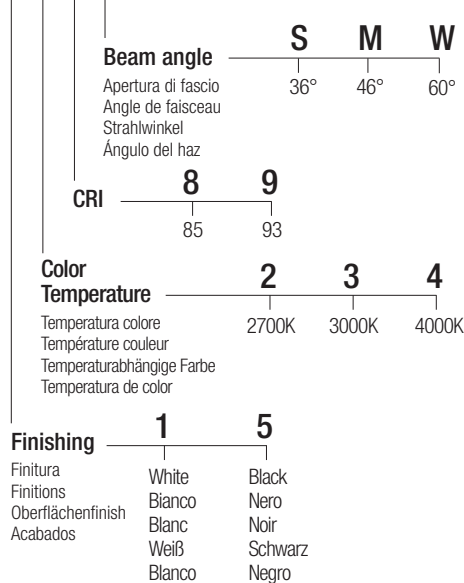 Beam angle S M W
Apertura di fascio 36° 46° 60°
Angle de faisceau
Strahlwinkel
Ángulo del haz
CRI 8 9
85 93
Color
Temperature 2 3 4
Temperatura colore 2700K 3000K 4000K
Température couleur
Temperaturabhängige Farbe
Temperatura de color
Finishing 1 5
Finitura White Black
Finitions Bianco Nero
Oberflächenfinish Blanc Noir
Acabados Weiß Schwarz
Blanco Negro